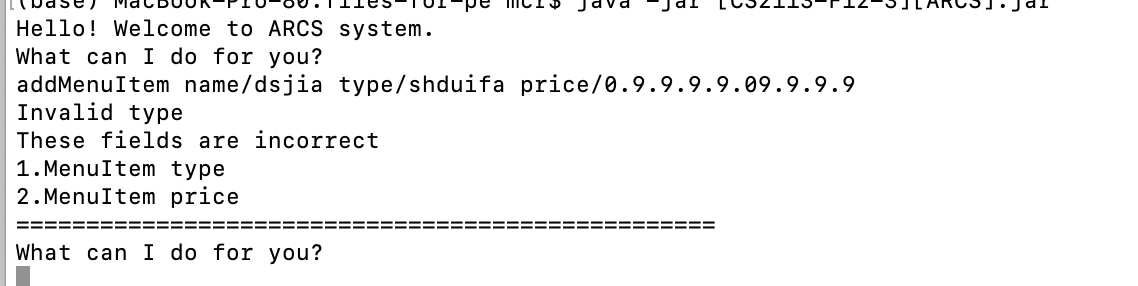 (base) MacBook-Pro-80:files-for-pe mcr$ java -jar [CS2113-F12-3][ARCS].jar
Hello! Welcome to ARCS system.
What can I do for you?
addMenuItem name/dsjia type/shduifa price/0.9.9.9.9.09.9.9.9
Invalid type
These fields are incorrect
1.MenuItem type
2.MenuItem price
==================================================
What can I do for you?